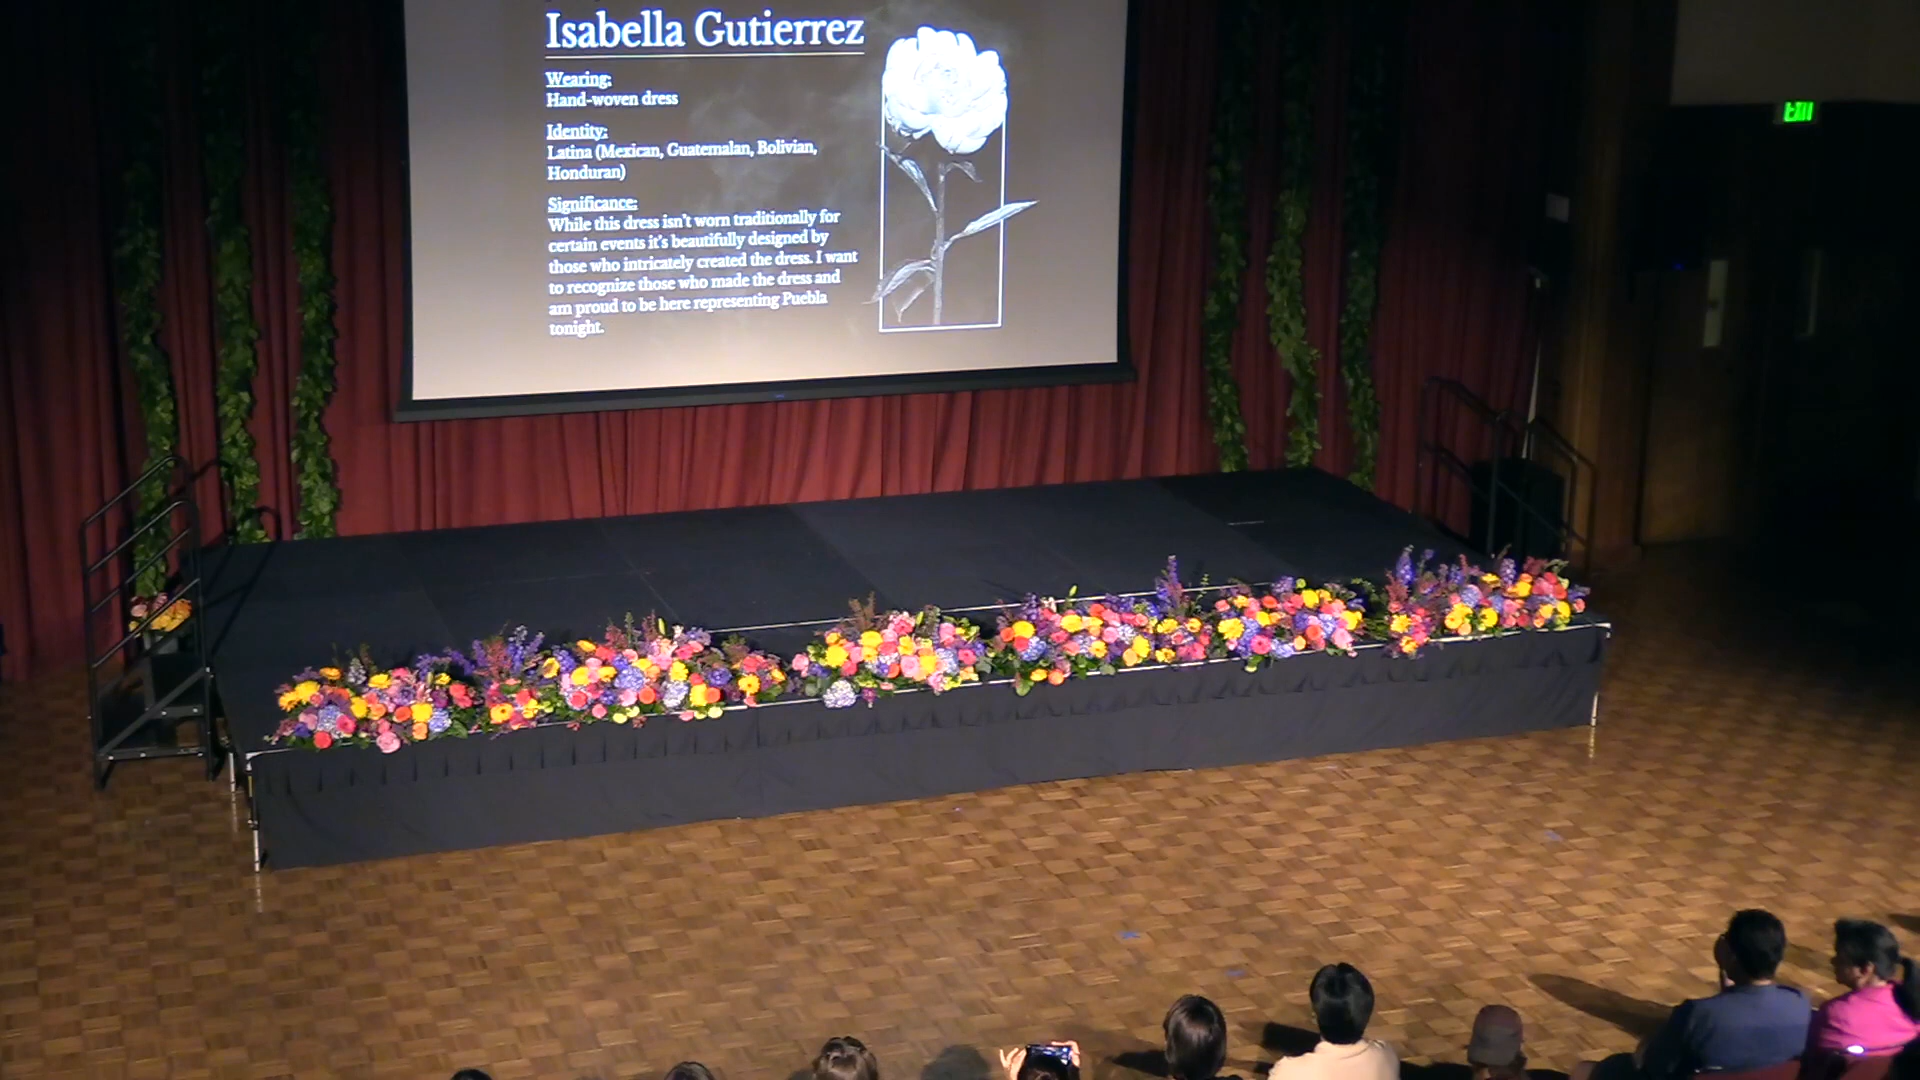 Isabella Gutierrez
Wearing:
Hand-woven dress
Identity:
Latina (Mexican, Guatemalan, Bolivian,
Honduran)
Significance:
While this dress isn't worn traditionally for
certain events it's beautifully designed by
those who intricately created the dress. I want
to recognize those who made the dress and
am proud to be here representing Puebla
tonight.
EXIT